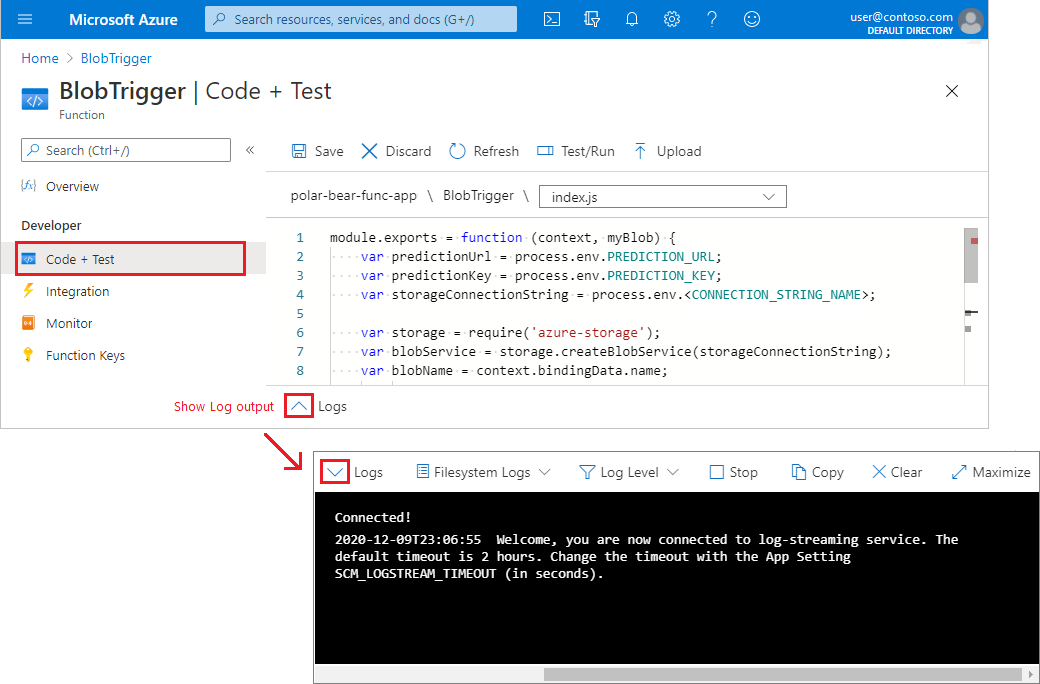 Microsoft Azure
Search resources, services, and docs (G+/)
user@contoso.com
DEFAULT DIRECTORY
Home > BlobTrigger
BlobTrigger | Code + Test
Function
Search (Ctrl+/)
«
Save
Discard
Refresh
Test/Run
Upload
Overview
Developer
Code + Test
Integration
Monitor
Function Keys
polar-bear-func-app \ BlobTrigger \ index.js
1 module.exports = function (context, myBlob) {
2 var predictionUrl = process.env.PREDICTION_URL;
3 var predictionKey = process.env.PREDICTION_KEY;
4 var storageConnectionString = process.env.<CONNECTION_STRING_NAME>;
5
6 var storage = require('azure-storage');
7 var blobService = storage.createBlobService(storageConnectionString);
8 var blobName = context.bindingData.name;
Show Log output
Logs
Logs
Filesystem Logs
Log Level
Stop
Copy
Clear
Maximize
Connected!
2020-12-09T23:06:55  Welcome, you are now connected to log-streaming service. The
default timeout is 2 hours. Change the timeout with the App Setting
SCM_LOGSTREAM_TIMEOUT (in seconds).